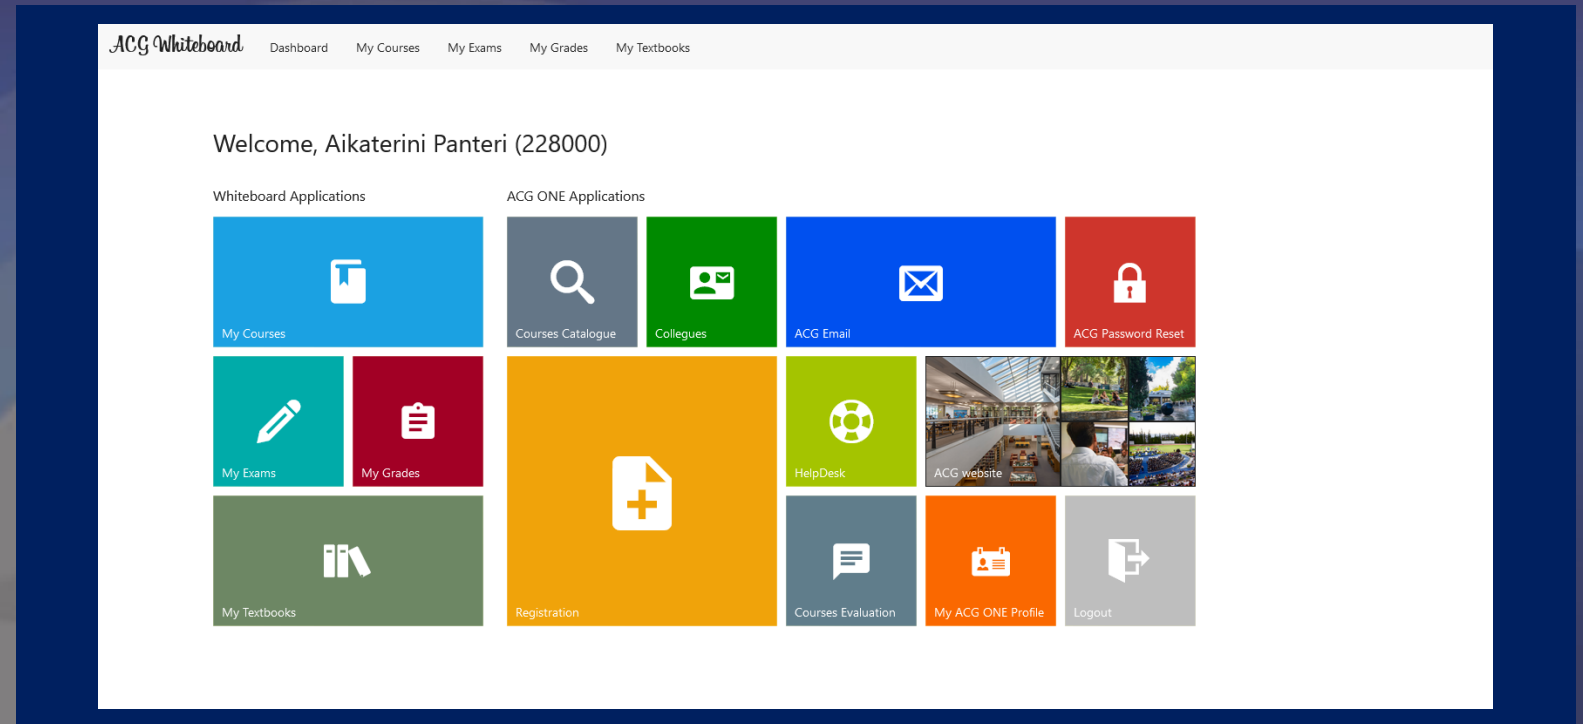 ACG Whiteboard Dashboard My Courses My Exams My Grades My Textbooks
Welcome, Aikaterini Panteri (228000)
Whiteboard Applications ACG ONE Applications
My Courses Courses Catalogue Collegues ACG Email ACG Password Reset
My Exams My Grades HelpDesk ACG website
My Textbooks Registration Courses Evaluation My ACG ONE Profile Logout